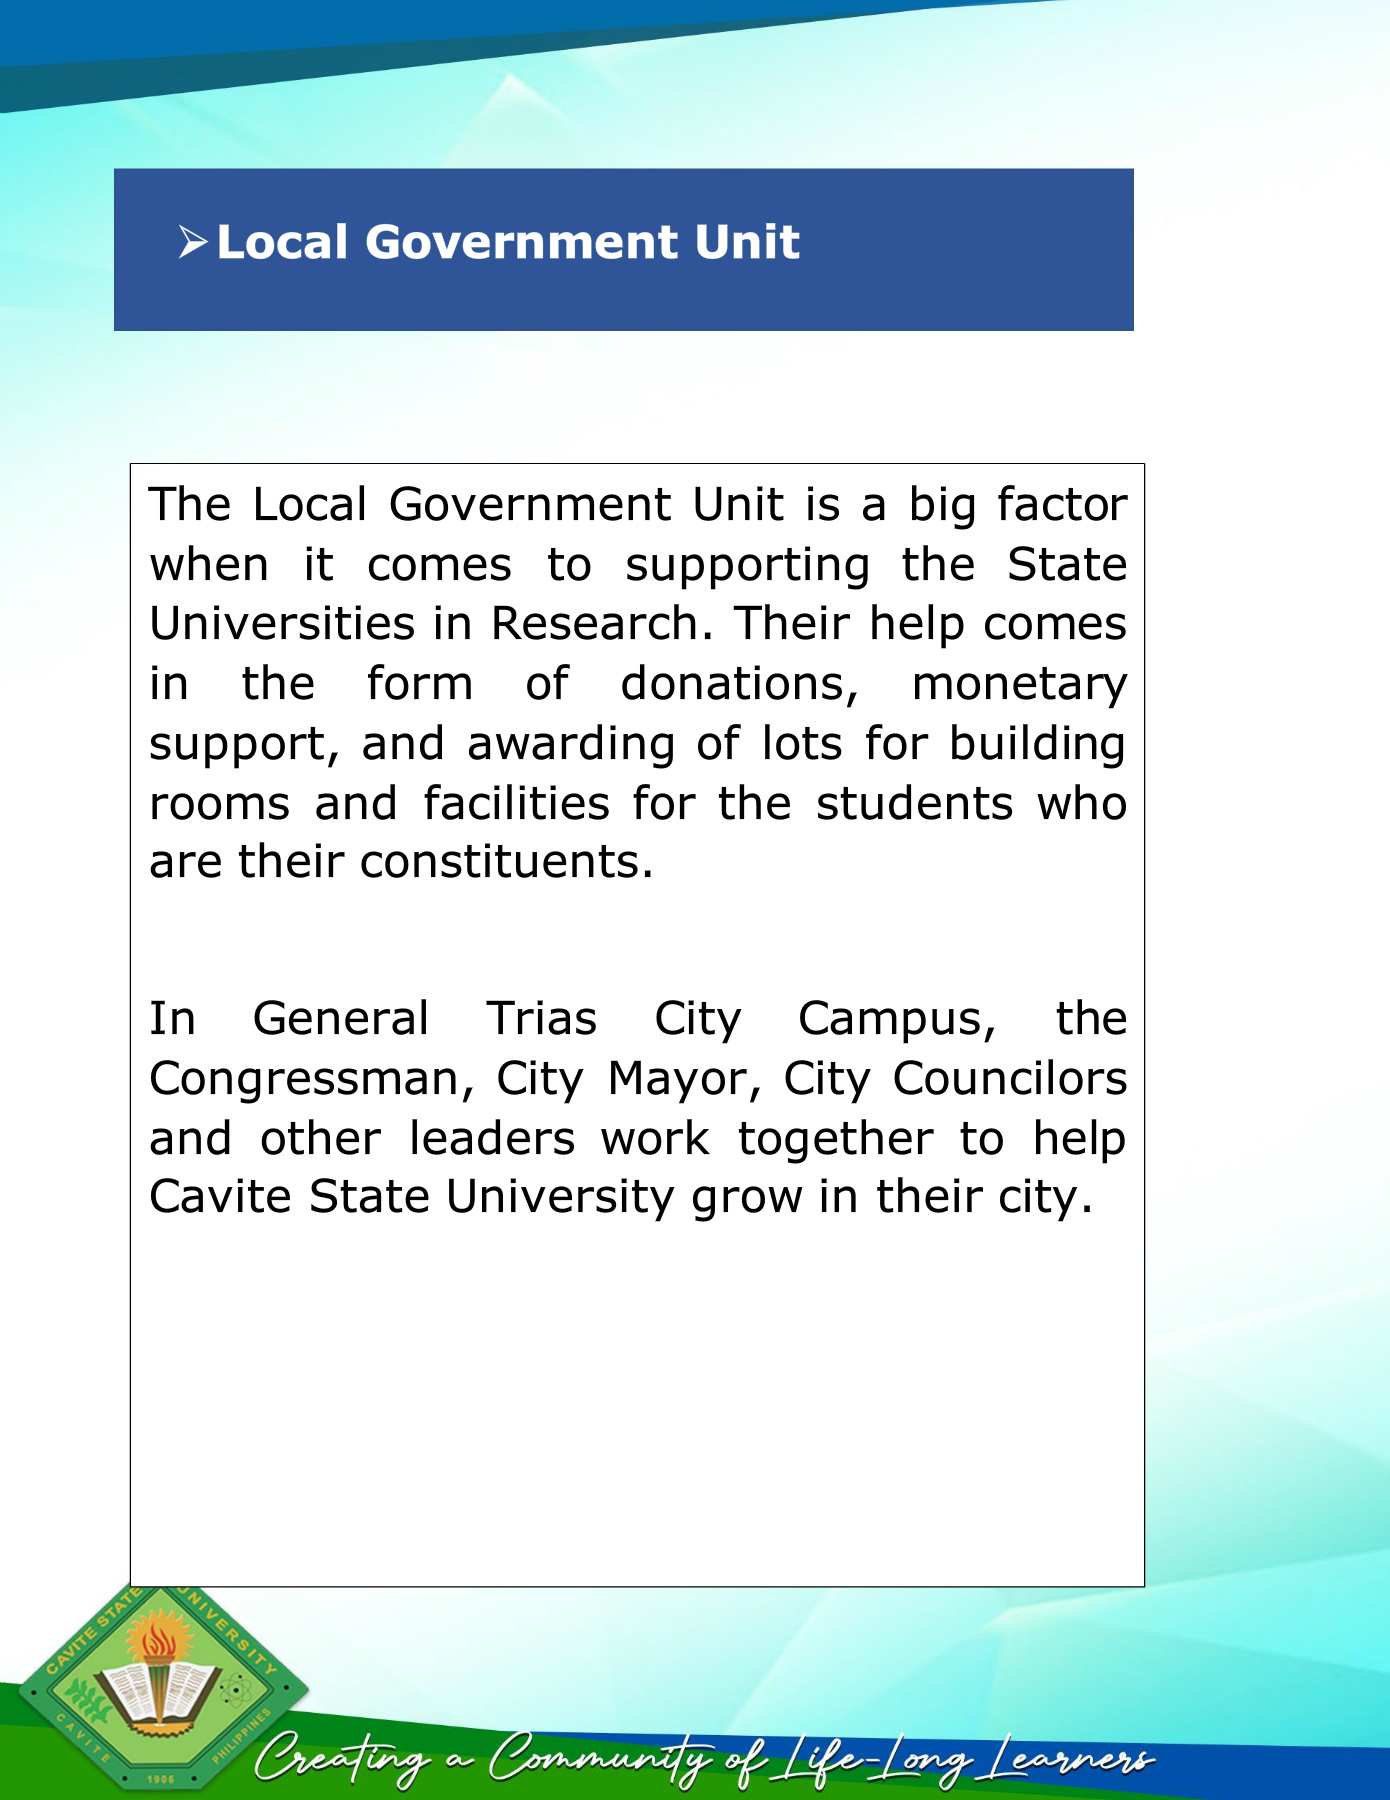 ➢ Local Government Unit
The Local Government Unit is a big factor
when it comes to supporting the State
Universities in Research. Their help comes
in the form of donations, monetary
support, and awarding of lots for building
rooms and facilities for the students who
are their constituents.
In General Trias City Campus, the
Congressman, City Mayor, City Councilors
and other leaders work together to help
Cavite State University grow in their city.
CAVITE STATE UNIVERSITY
CAVITE
PHILIPPINES
1906
Creating a Community of Life-Long Learners